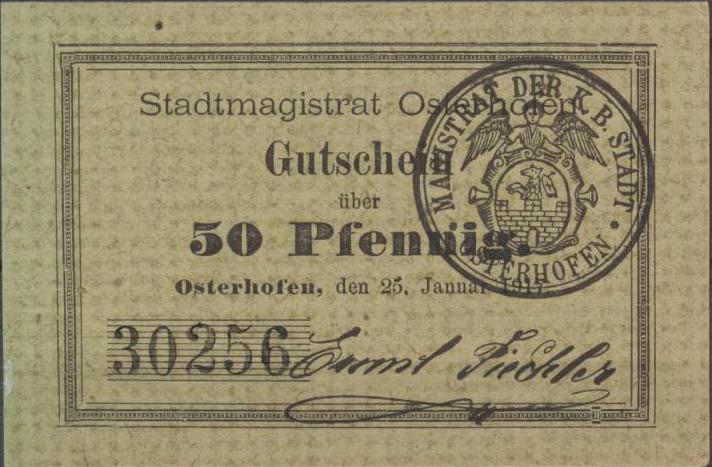 Stadtmagistrat Osterhofen
Gutschein
über
50 Pfennig.
Osterhofen, den 25. Januar 1917
30256
MAGISTRAT DER K. B. STADT
OSTERHOFEN